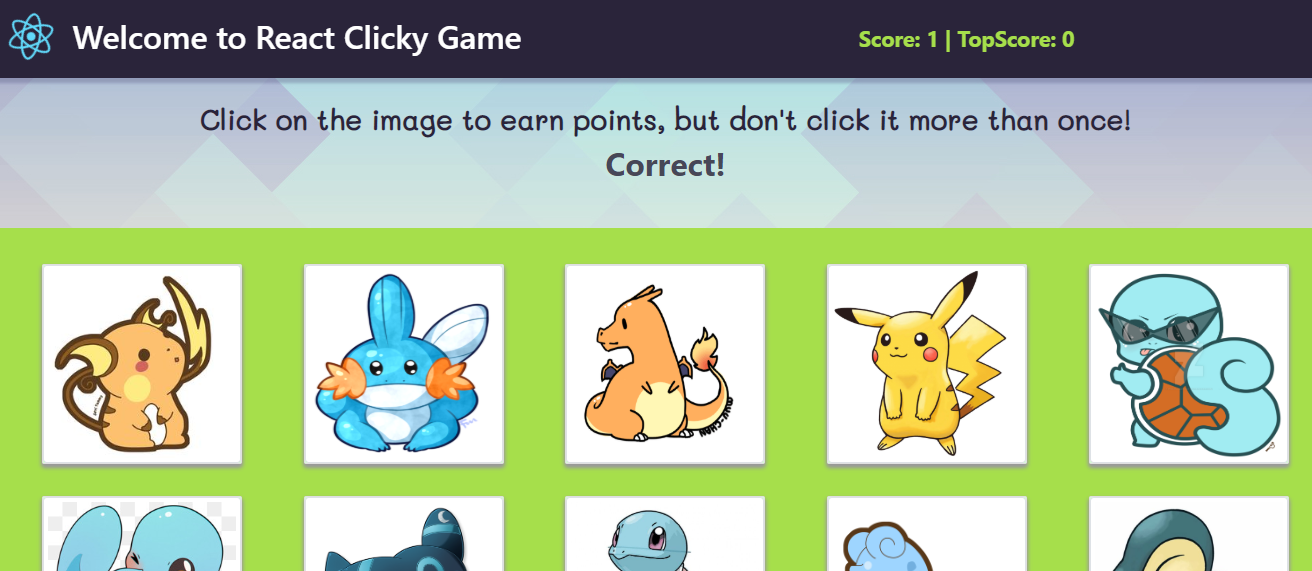 Welcome to React Clicky Game
Score: 1 | TopScore: 0
Click on the image to earn points, but don't click it more than once!
Correct!